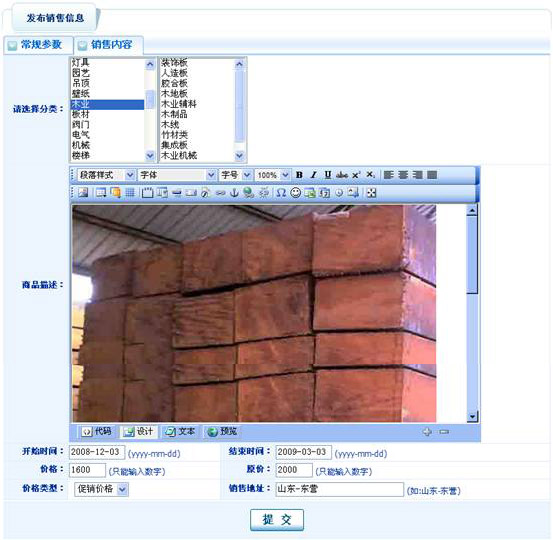 发布销售信息
常规参数 销售内容
请选择分类：
灯具
园艺
吊顶
壁纸
木业
板材
阀门
电气
机械
楼梯
装饰板
人造板
胶合板
木地板
木业辅料
木制品
木线
竹材类
集成板
木业机械
段落样式 字体 字号 100% B I U abc x² x₂
商品描述：
代码 设计 文本 预览
开始时间： 2008-12-03 (yyyy-mm-dd) 结束时间： 2009-03-03 (yyyy-mm-dd)
价格： 1600 (只能输入数字) 原价： 2000 (只能输入数字)
价格类型： 促销价格 销售地址： 山东-东营 (如:山东-东营)
提 交